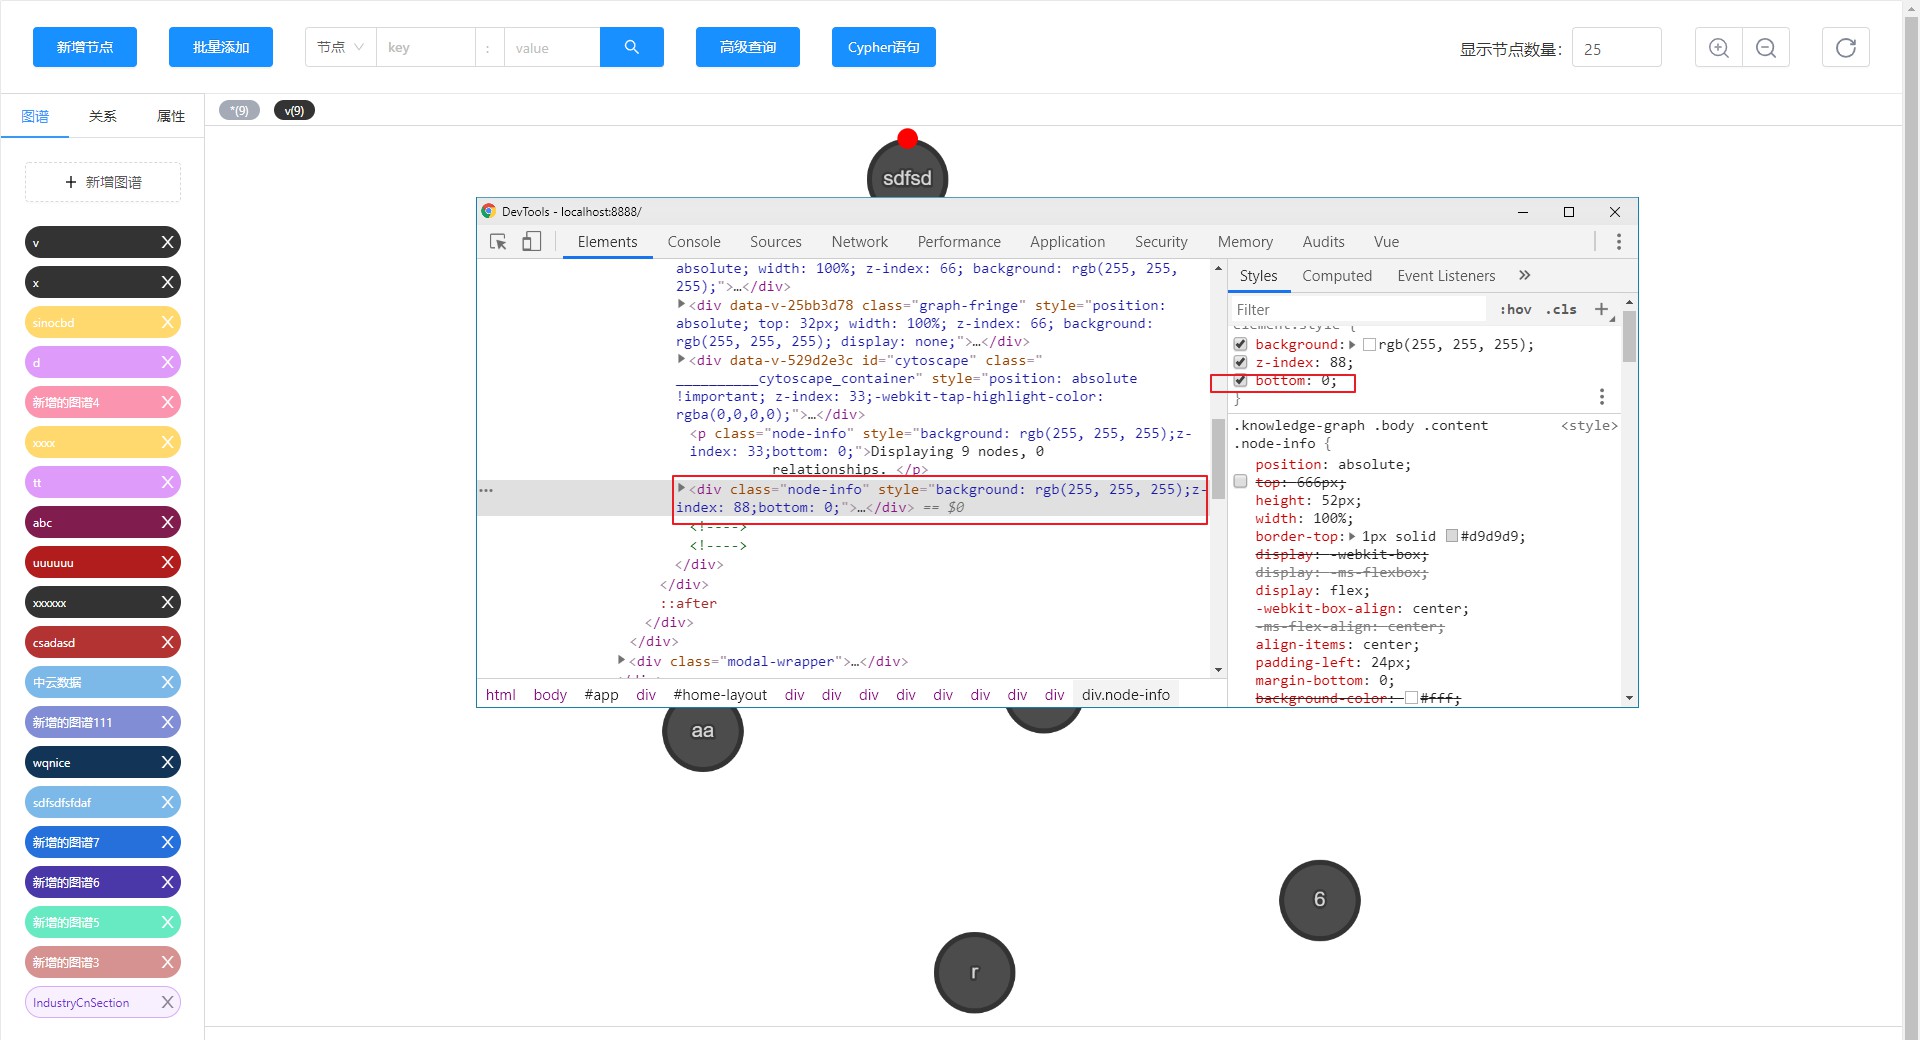 新增节点 批量添加 节点 key : value 高级查询 Cypher语句 显示节点数量: 25
图谱 关系 属性 *(9) v(9)
+ 新增图谱
v X
x X
sinocbd X
d X
新增的图谱4 X
xxxx X
tt X
abc X
uuuuuu X
xxxxxx X
csadasd X
中云数据 X
新增的图谱111 X
wqnice X
sdfsdfsfdaf X
新增的图谱7 X
新增的图谱6 X
新增的图谱5 X
新增的图谱3 X
IndustryCnSection X
sdfsd
DevTools - localhost:8888/
Elements Console Sources Network Performance Application Security Memory Audits Vue
absolute; width: 100%; z-index: 66; background: rgb(255, 255,
255);">…</div>
<div data-v-25bb3d78 class="graph-fringe" style="position:
absolute; top: 32px; width: 100%; z-index: 66; background:
rgb(255, 255, 255); display: none;">…</div>
<div data-v-529d2e3c id="cytoscape" class="
__________cytoscape_container" style="position: absolute
!important; z-index: 33;-webkit-tap-highlight-color:
rgba(0,0,0,0);">…</div>
<p class="node-info" style="background: rgb(255, 255, 255);z-
index: 33;bottom: 0;">Displaying 9 nodes, 0
relationships. </p>
… <div class="node-info" style="background: rgb(255, 255, 255);z-
index: 88;bottom: 0;">…</div> == $0
<!---->
<!---->
</div>
</div>
::after
</div>
</div>
<div class="modal-wrapper">…</div>
html body #app div #home-layout div div div div div div div div div.node-info
Styles Computed Event Listeners »
Filter :hov .cls +
element.style {
background: rgb(255, 255, 255);
z-index: 88;
bottom: 0;
}
.knowledge-graph .body .content <style>
.node-info {
position: absolute;
top: 666px;
height: 52px;
width: 100%;
border-top: 1px solid #d9d9d9;
display: -webkit-box;
display: -ms-flexbox;
display: flex;
-webkit-box-align: center;
-ms-flex-align: center;
align-items: center;
padding-left: 24px;
margin-bottom: 0;
background-color: #fff;
aa
6
r